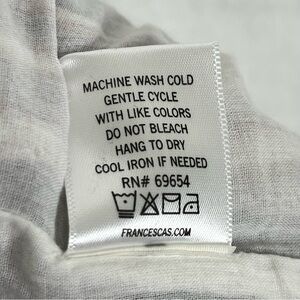 MACHINE WASH COLD
GENTLE CYCLE
WITH LIKE COLORS
DO NOT BLEACH
HANG TO DRY
COOL IRON IF NEEDED
RN# 69654
FRANCESCAS.COM